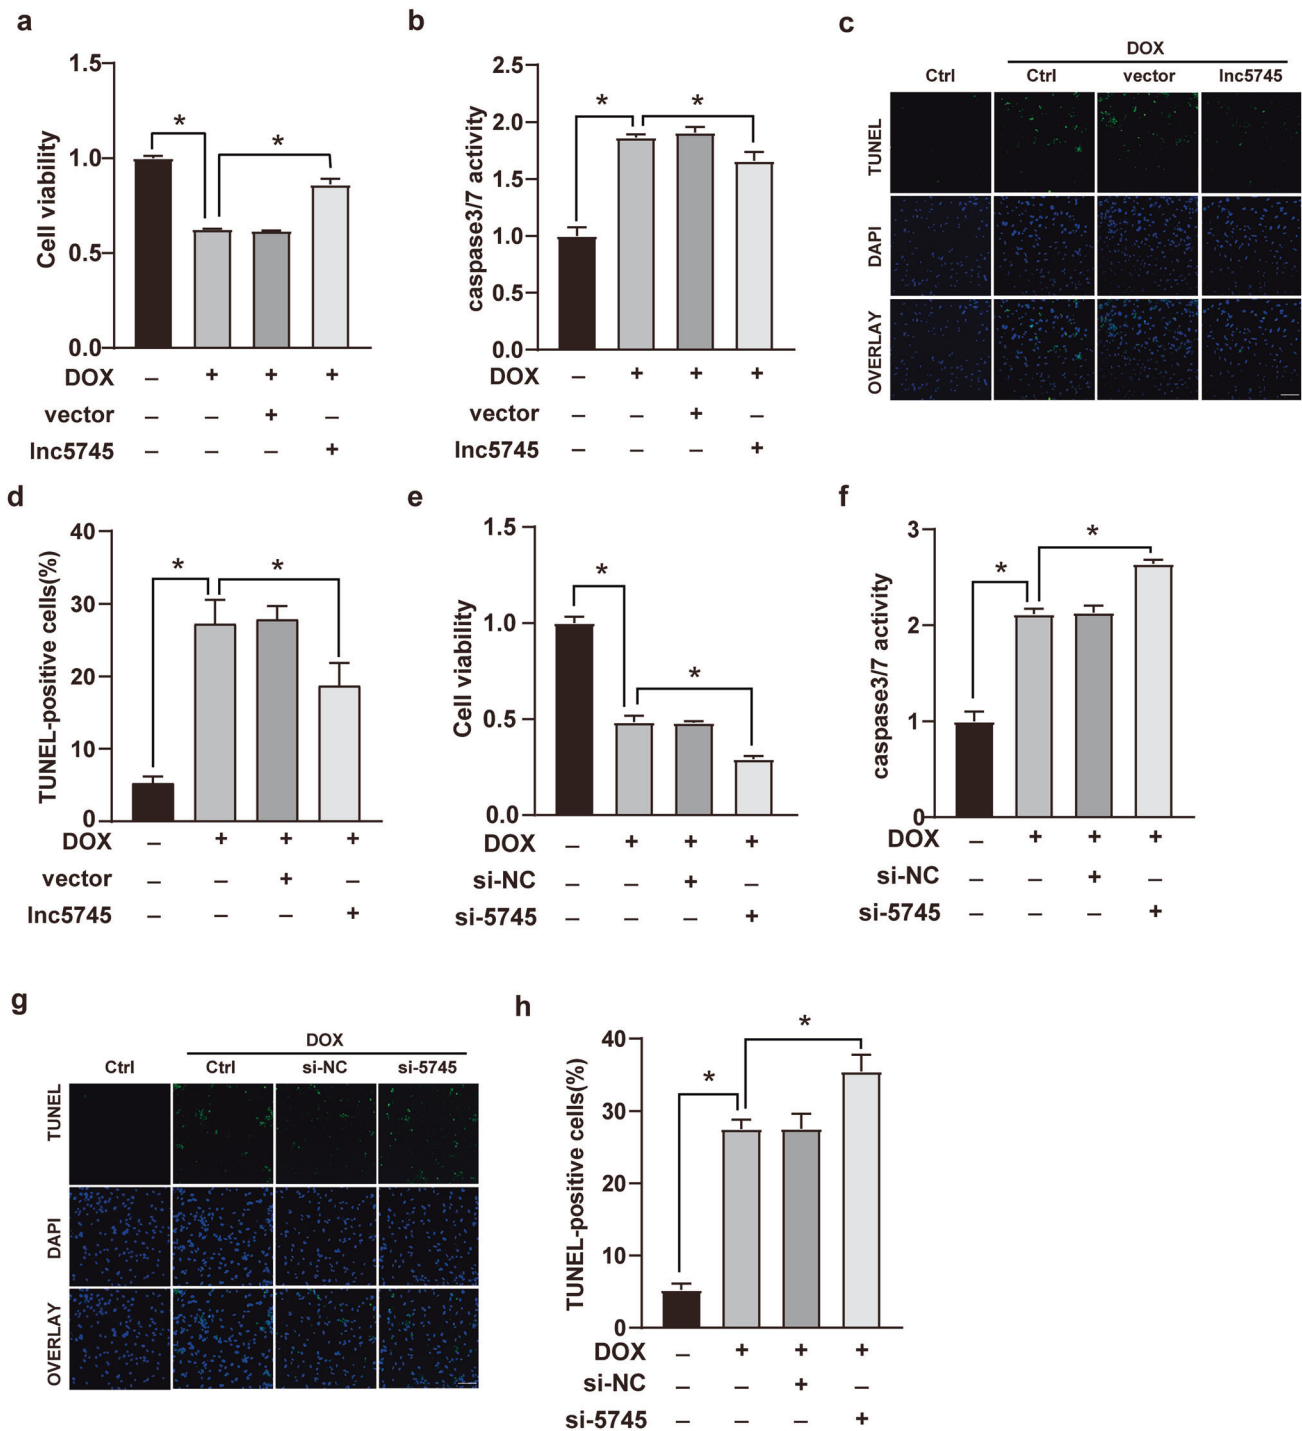 a
1.5
1.0
0.5
0.0
Cell viability
* *
DOX – + + +
vector – – + –
lnc5745 – – – +
b
2.5
2.0
1.5
1.0
0.5
0.0
caspase3/7 activity
* *
DOX – + + +
vector – – + –
lnc5745 – – – +
c
DOX
Ctrl Ctrl vector lnc5745
TUNEL
DAPI
OVERLAY
d
40
30
20
10
0
TUNEL-positive cells(%)
* *
DOX – + + +
vector – – + –
lnc5745 – – – +
e
1.5
1.0
0.5
0.0
Cell viability
* *
DOX – + + +
si-NC – – + –
si-5745 – – – +
f
3
2
1
0
caspase3/7 activity
* *
DOX – + + +
si-NC – – + –
si-5745 – – – +
g
DOX
Ctrl Ctrl si-NC si-5745
TUNEL
DAPI
OVERLAY
h
40
30
20
10
0
TUNEL-positive cells(%)
* *
DOX – + + +
si-NC – – + –
si-5745 – – – +